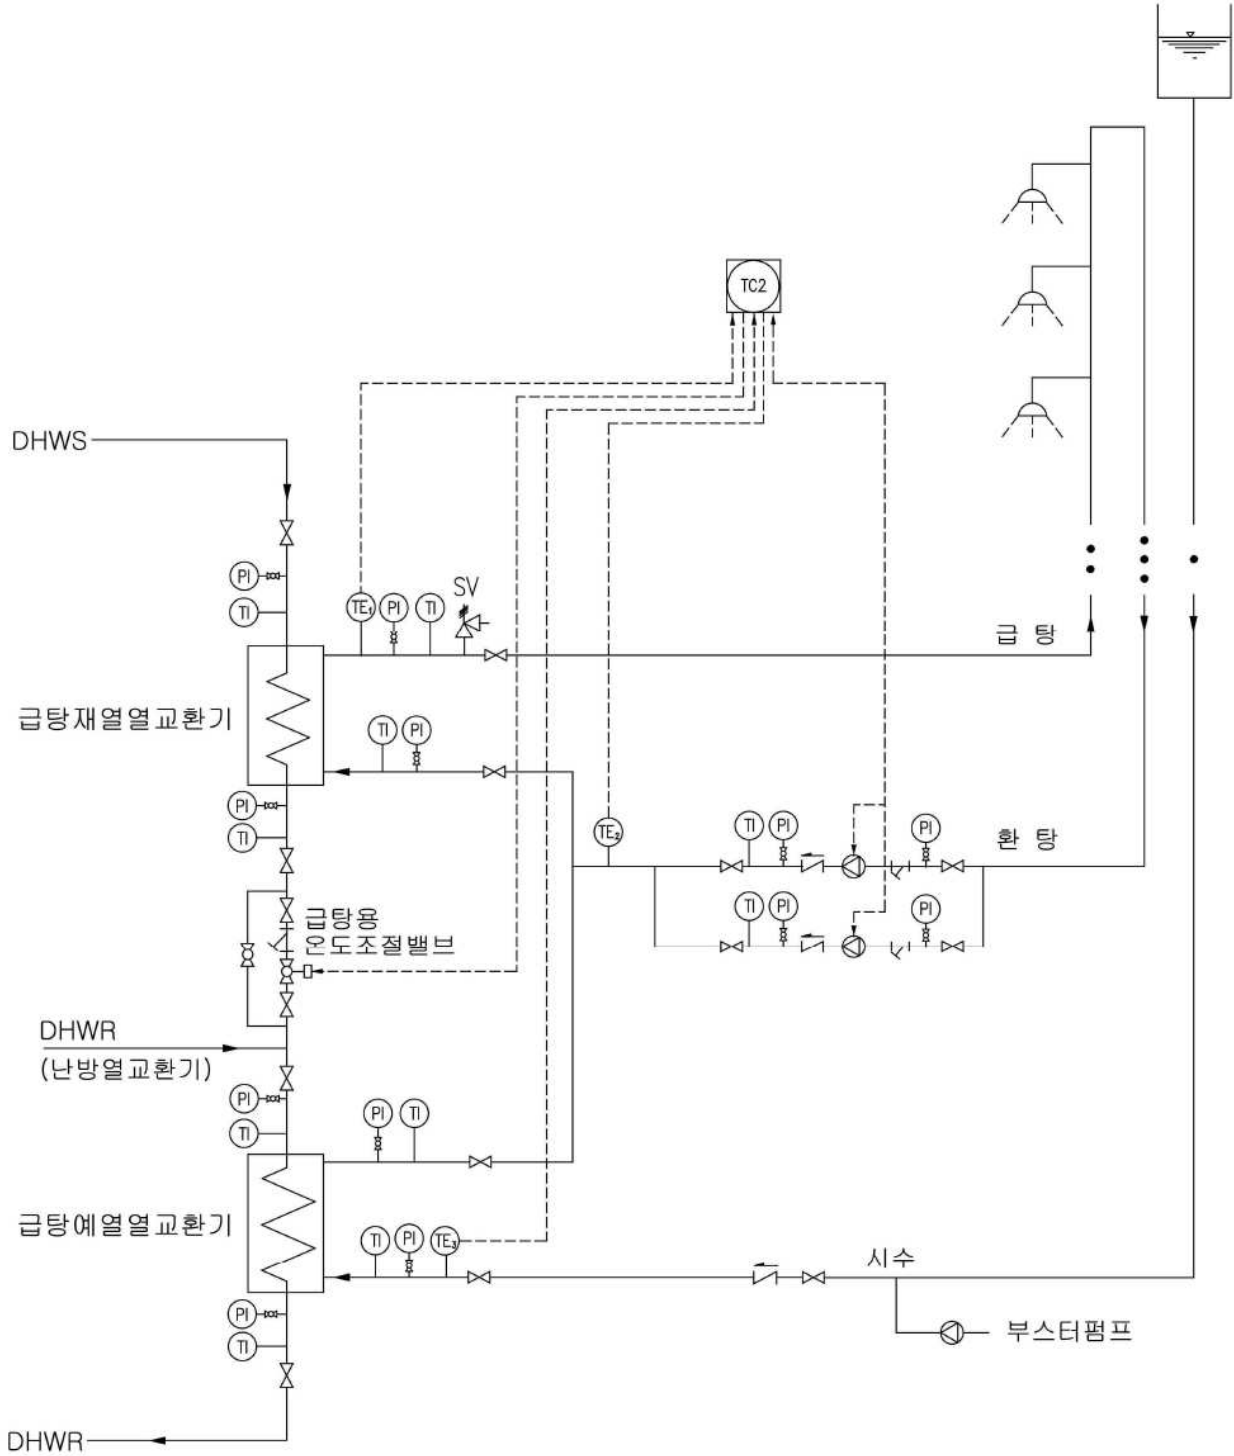 TC2
DHWS
PI
TI
TE₁
PI
TI
SV
급 탕
급탕재열열교환기
TI
PI
PI
TI
TE₂
TI
PI
PI
환 탕
TI
PI
PI
급탕용
온도조절밸브
DHWR
(난방열교환기)
PI
TI
PI
TI
급탕예열열교환기
TI
PI
TE₃
시수
PI
TI
부스터펌프
DHWR